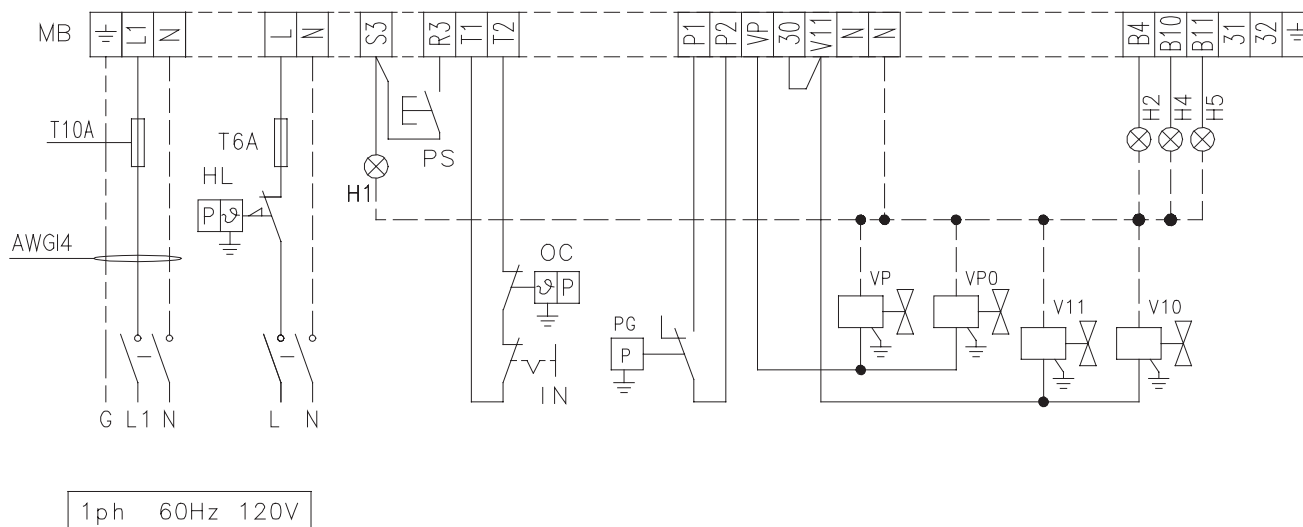 MB L1 N L N S3 R3 T1 T2 P1 P2 VP 30 V11 N N B4 B10 B11 31 32
H2 H4 H5
T10A T6A PS
HL H1
P ϑ
AWG14 OC
ϑ P
VP VP0 V11 V10
PG
P
IN
G L1 N L N
1ph 60Hz 120V